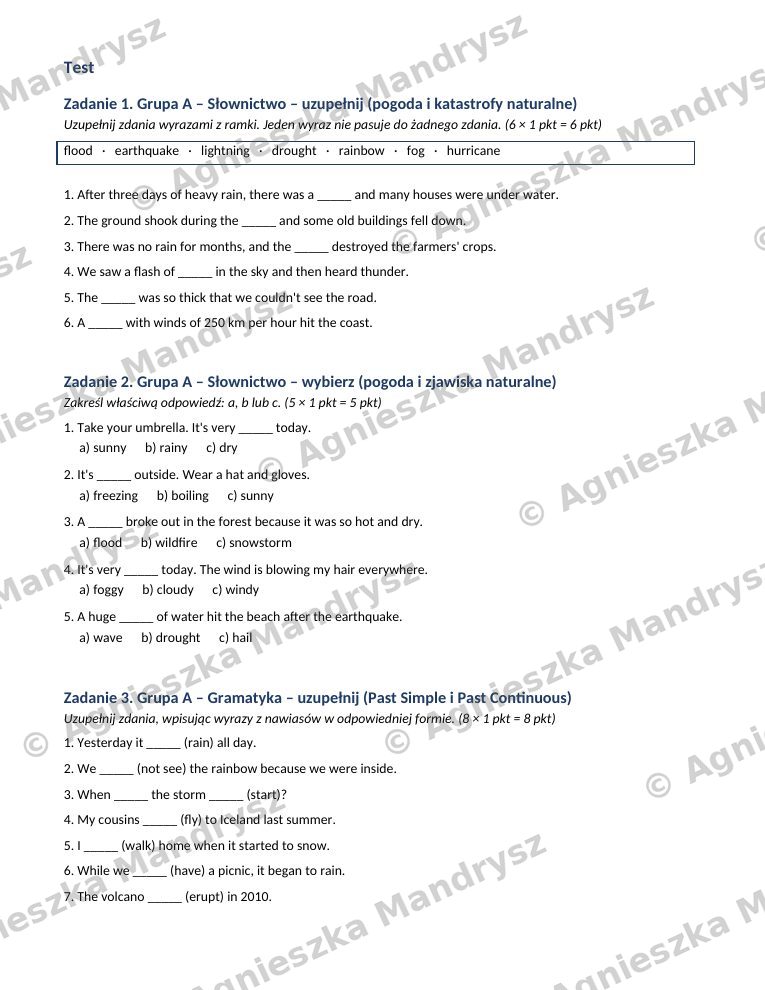 Test
Zadanie 1. Grupa A – Słownictwo – uzupełnij (pogoda i katastrofy naturalne)
Uzupełnij zdania wyrazami z ramki. Jeden wyraz nie pasuje do żadnego zdania. (6 × 1 pkt = 6 pkt)
flood · earthquake · lightning · drought · rainbow · fog · hurricane
1. After three days of heavy rain, there was a _____ and many houses were under water.
2. The ground shook during the _____ and some old buildings fell down.
3. There was no rain for months, and the _____ destroyed the farmers' crops.
4. We saw a flash of _____ in the sky and then heard thunder.
5. The _____ was so thick that we couldn't see the road.
6. A _____ with winds of 250 km per hour hit the coast.
Zadanie 2. Grupa A – Słownictwo – wybierz (pogoda i zjawiska naturalne)
Zakreśl właściwą odpowiedź: a, b lub c. (5 × 1 pkt = 5 pkt)
1. Take your umbrella. It's very _____ today.
a) sunny b) rainy c) dry
2. It's _____ outside. Wear a hat and gloves.
a) freezing b) boiling c) sunny
3. A _____ broke out in the forest because it was so hot and dry.
a) flood b) wildfire c) snowstorm
4. It's very _____ today. The wind is blowing my hair everywhere.
a) foggy b) cloudy c) windy
5. A huge _____ of water hit the beach after the earthquake.
a) wave b) drought c) hail
Zadanie 3. Grupa A – Gramatyka – uzupełnij (Past Simple i Past Continuous)
Uzupełnij zdania, wpisując wyrazy z nawiasów w odpowiedniej formie. (8 × 1 pkt = 8 pkt)
1. Yesterday it _____ (rain) all day.
2. We _____ (not see) the rainbow because we were inside.
3. When _____ the storm _____ (start)?
4. My cousins _____ (fly) to Iceland last summer.
5. I _____ (walk) home when it started to snow.
6. While we _____ (have) a picnic, it began to rain.
7. The volcano _____ (erupt) in 2010.
© Agnieszka Mandrysz